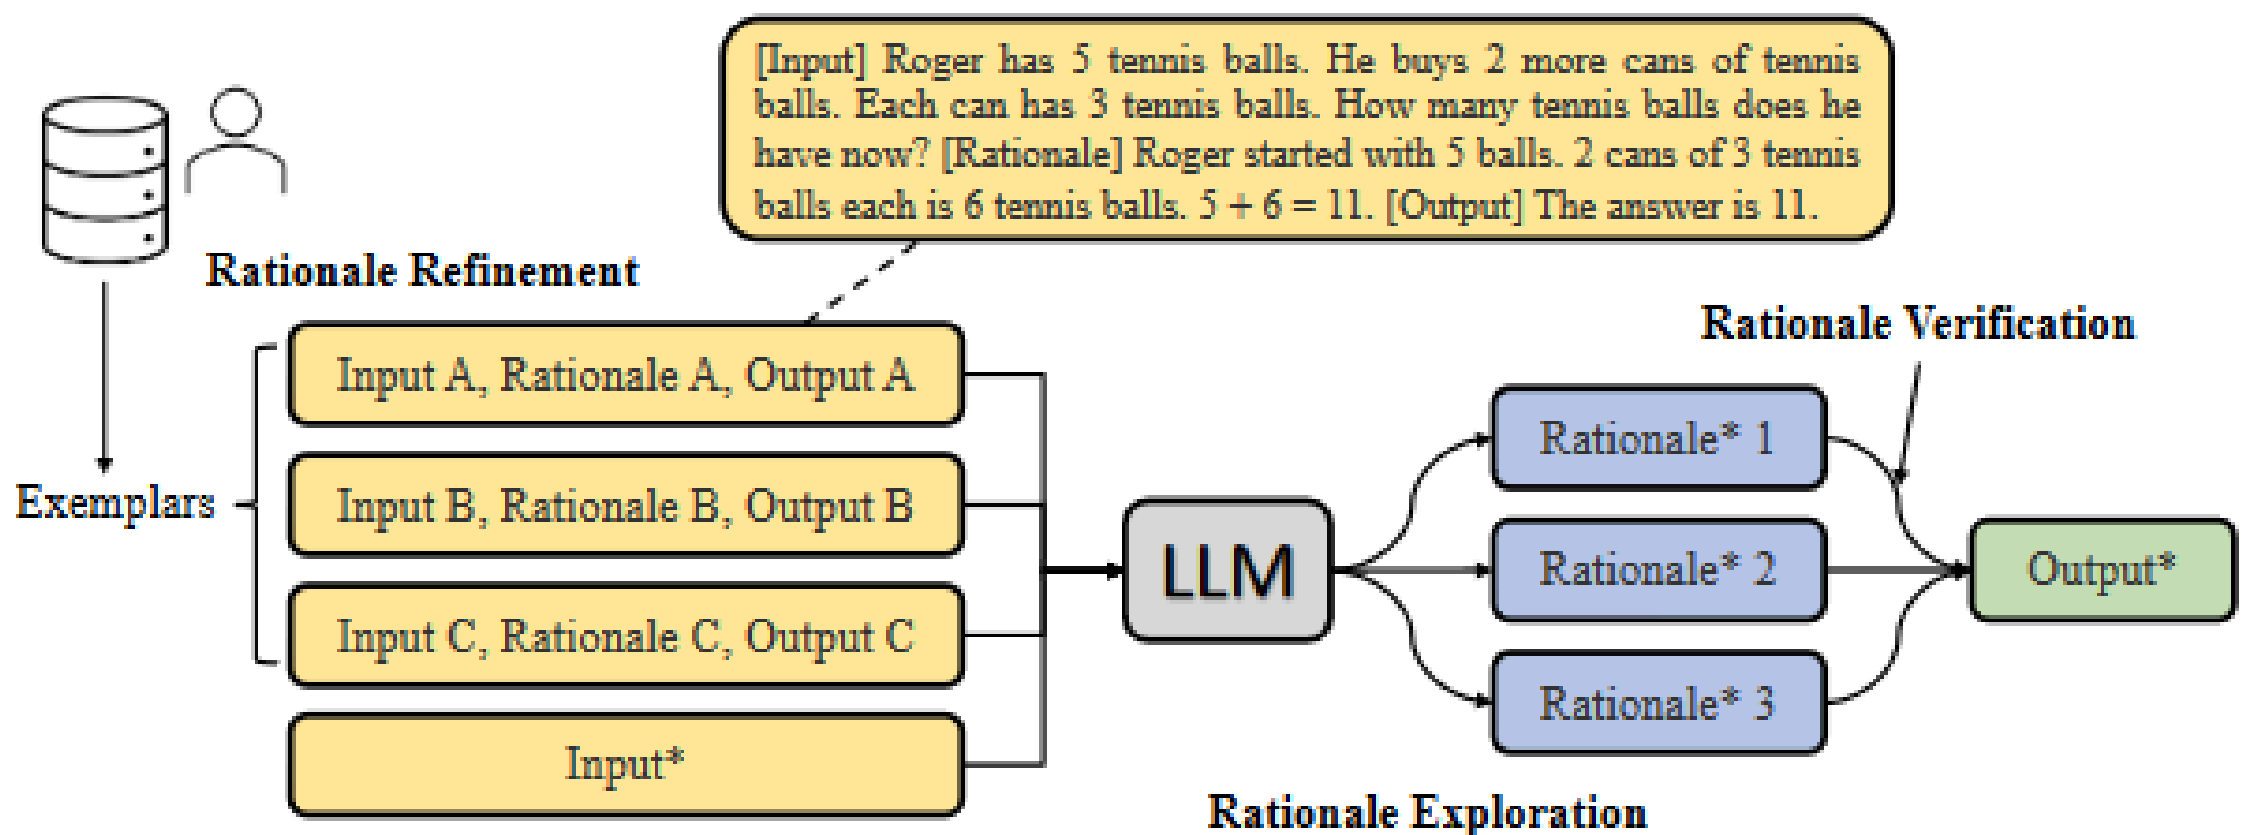 [Input] Roger has 5 tennis balls. He buys 2 more cans of tennis
balls. Each can has 3 tennis balls. How many tennis balls does he
have now? [Rationale] Roger started with 5 balls. 2 cans of 3 tennis
balls each is 6 tennis balls. 5 + 6 = 11. [Output] The answer is 11.
Rationale Refinement
Exemplars
Input A, Rationale A, Output A
Input B, Rationale B, Output B
Input C, Rationale C, Output C
Input*
LLM
Rationale Exploration
Rationale* 1
Rationale* 2
Rationale* 3
Rationale Verification
Output*